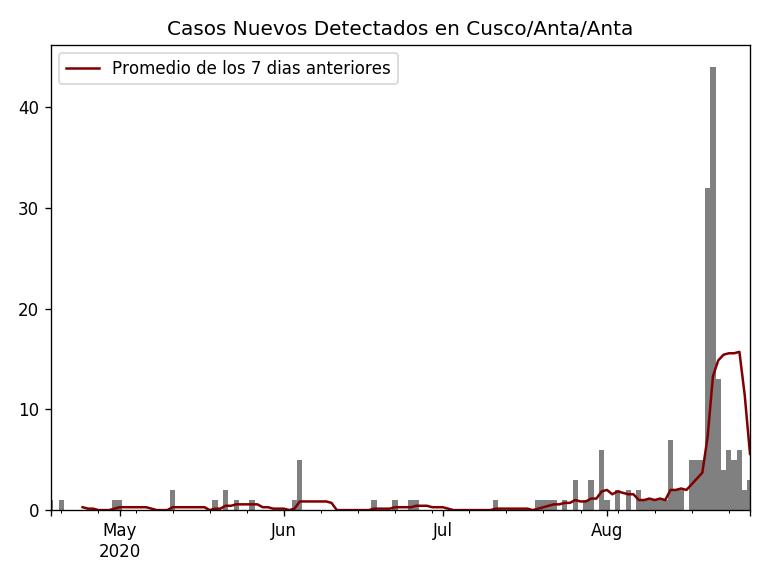 Casos Nuevos Detectados en Cusco/Anta/Anta
Promedio de los 7 dias anteriores
40
30
20
10
0
May Jun Jul Aug
2020